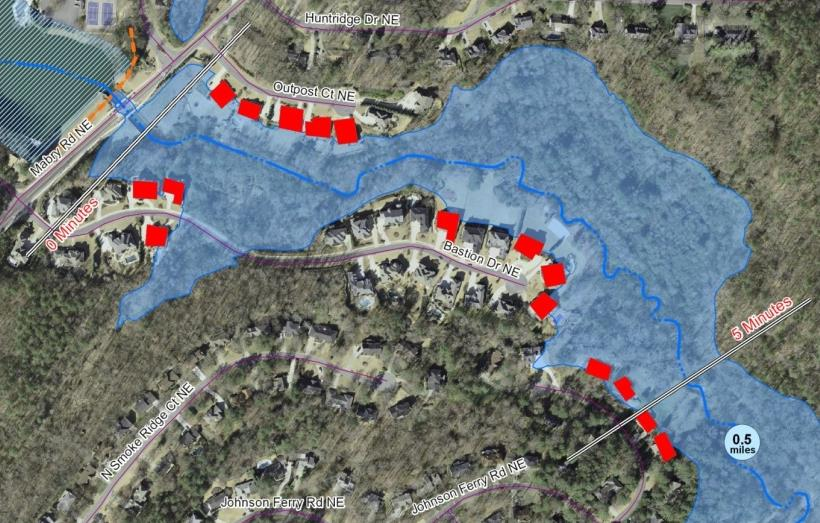 Huntridge Dr NE
Outpost Ct NE
Mabry Rd NE
0 Minutes
Bastion Dr NE
5 Minutes
N Smoke Ridge Ct NE
0.5
miles
Johnson Ferry Rd NE
Johnson Ferry Rd NE